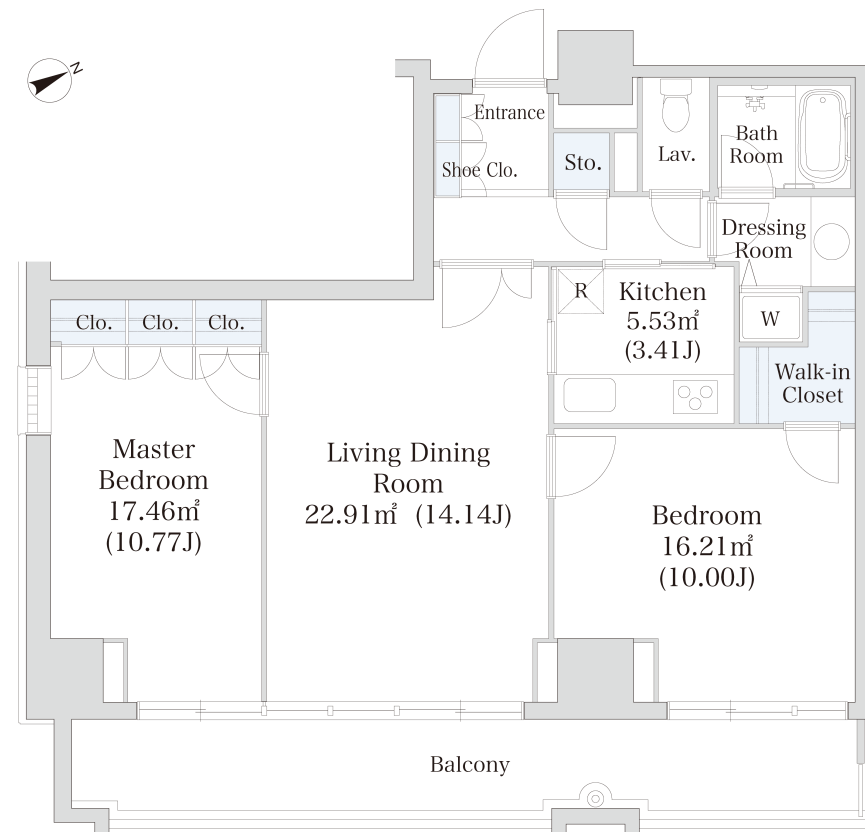 N
Entrance
Shoe Clo.
Sto.
Lav.
Bath
Room
Dressing
Room
R
Kitchen
5.53㎡
(3.41J)
W
Walk-in
Closet
Clo.
Clo.
Clo.
Master
Bedroom
17.46㎡
(10.77J)
Living Dining
Room
22.91㎡ (14.14J)
Bedroom
16.21㎡
(10.00J)
Balcony